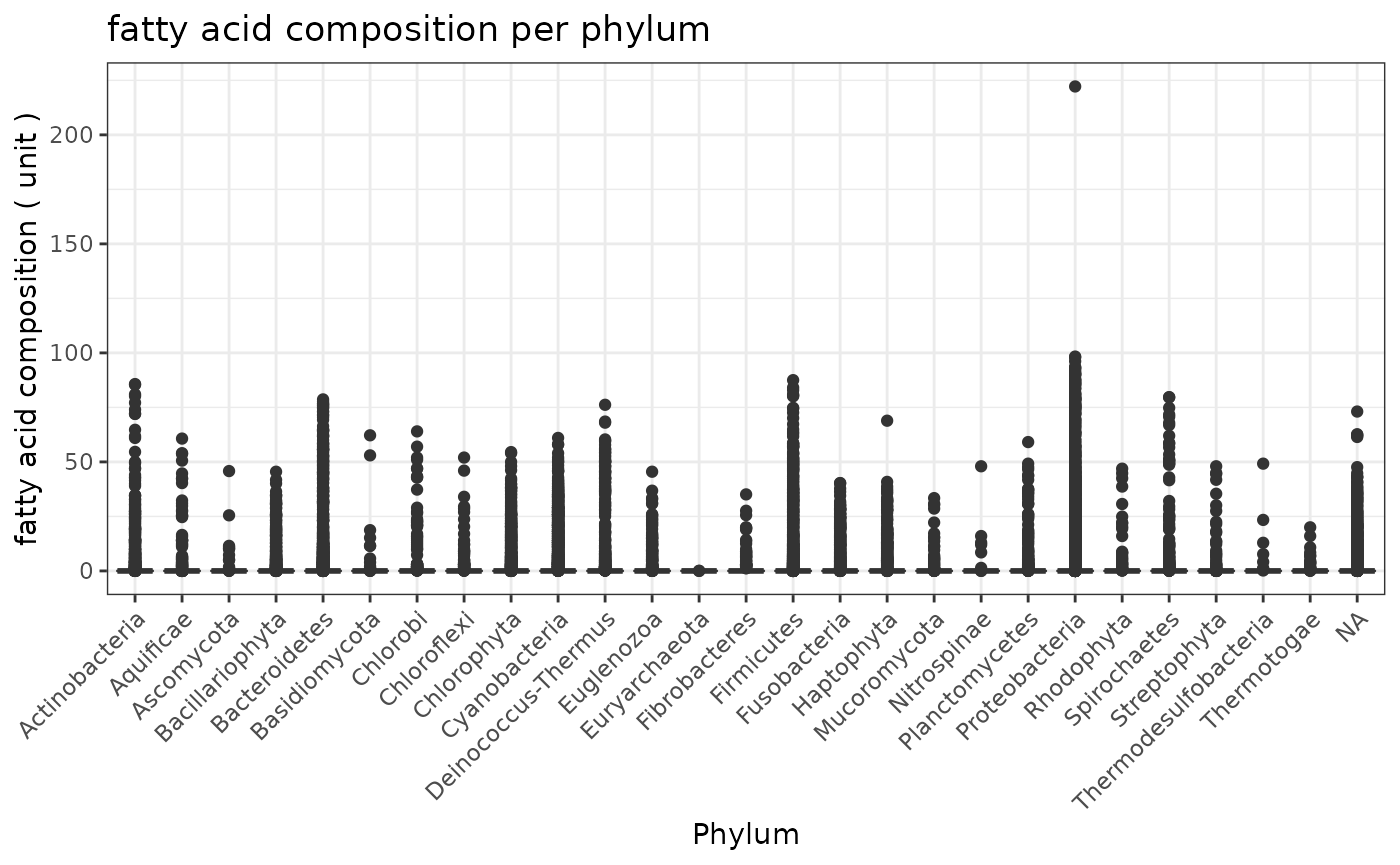 fatty acid composition per phylum
fatty acid composition ( unit )
200
150
100
50
0
Actinobacteria
Aquificae
Ascomycota
Bacillariophyta
Bacteroidetes
Basidiomycota
Chlorobi
Chloroflexi
Chlorophyta
Cyanobacteria
Deinococcus-Thermus
Euglenozoa
Euryarchaeota
Fibrobacteres
Firmicutes
Fusobacteria
Haptophyta
Mucoromycota
Nitrospinae
Planctomycetes
Proteobacteria
Rhodophyta
Spirochaetes
Streptophyta
Thermodesulfobacteria
Thermotogae
NA
Phylum